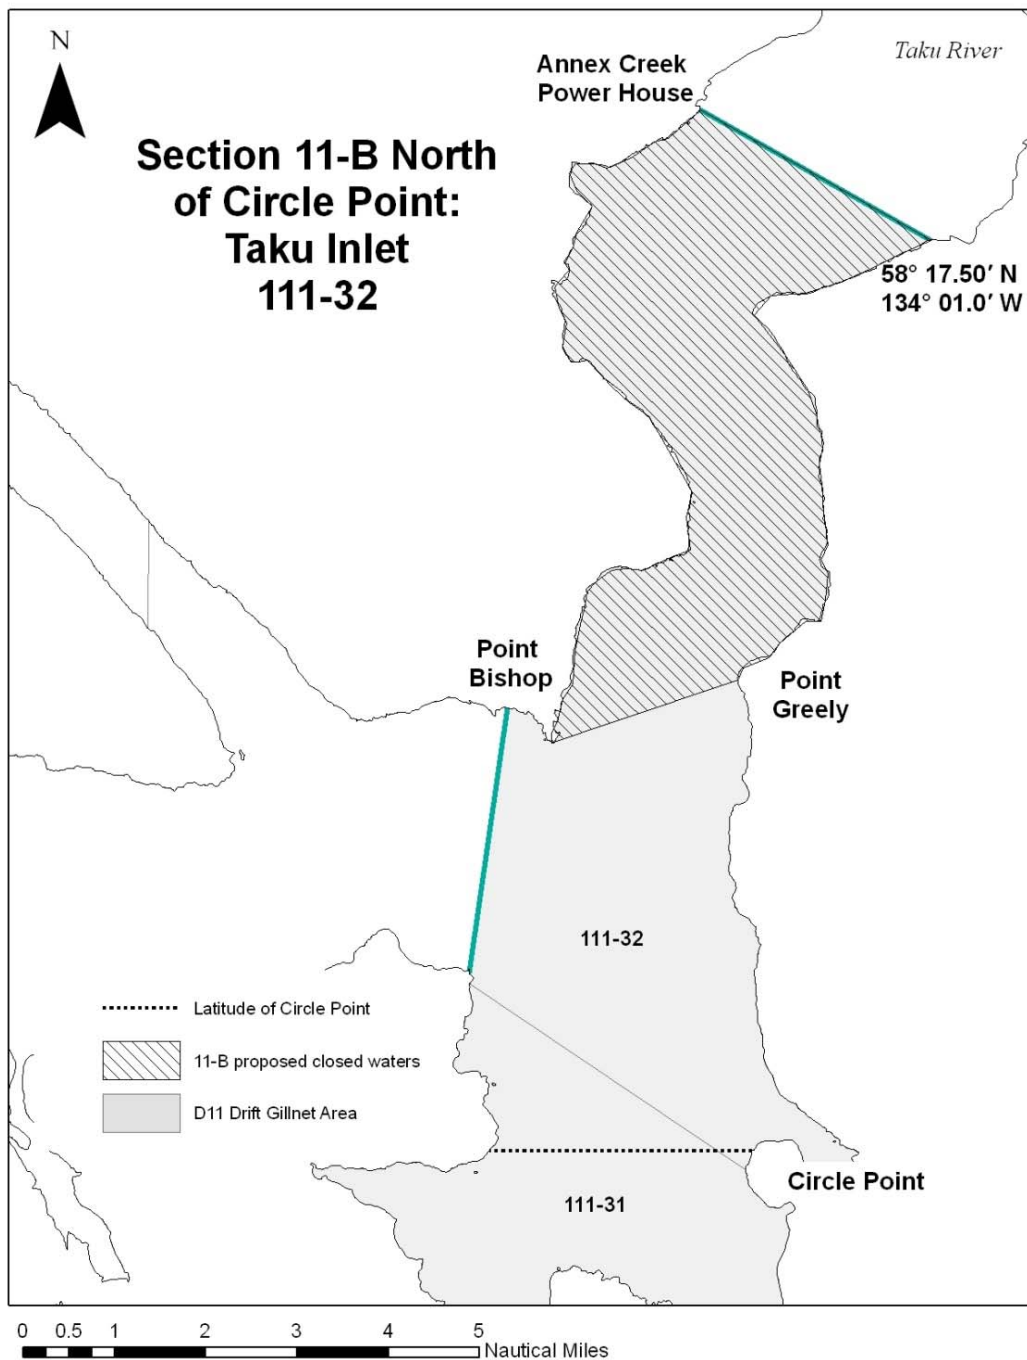 N
Taku River
Annex Creek
Power House
Section 11-B North
of Circle Point:
Taku Inlet
111-32
58° 17.50′ N
134° 01.0′ W
Point
Bishop
Point
Greely
111-32
Latitude of Circle Point
11-B proposed closed waters
D11 Drift Gillnet Area
Circle Point
111-31
0 0.5 1 2 3 4 5
Nautical Miles